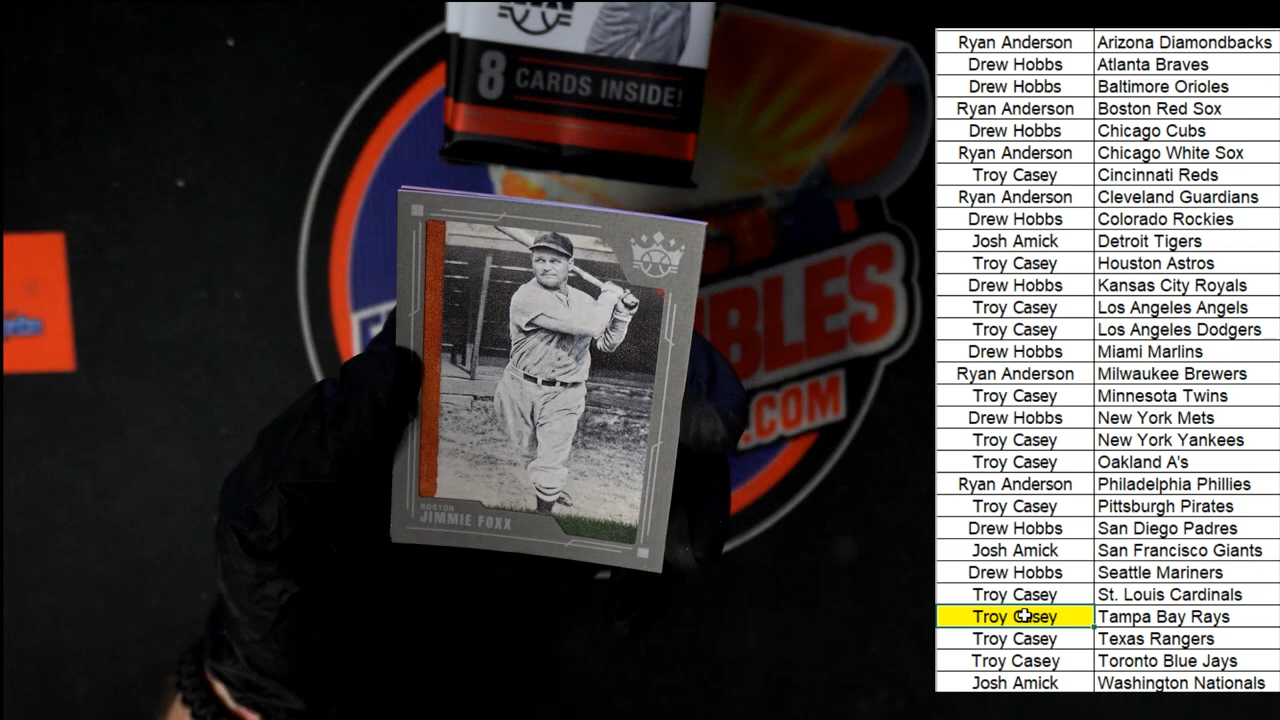 8 CARDS INSIDE!
BLES
.COM
BOSTON
JIMMIE FOXX
Ryan Anderson Arizona Diamondbacks
Drew Hobbs Atlanta Braves
Drew Hobbs Baltimore Orioles
Ryan Anderson Boston Red Sox
Drew Hobbs Chicago Cubs
Ryan Anderson Chicago White Sox
Troy Casey Cincinnati Reds
Ryan Anderson Cleveland Guardians
Drew Hobbs Colorado Rockies
Josh Amick Detroit Tigers
Troy Casey Houston Astros
Drew Hobbs Kansas City Royals
Troy Casey Los Angeles Angels
Troy Casey Los Angeles Dodgers
Drew Hobbs Miami Marlins
Ryan Anderson Milwaukee Brewers
Troy Casey Minnesota Twins
Drew Hobbs New York Mets
Troy Casey New York Yankees
Troy Casey Oakland A's
Ryan Anderson Philadelphia Phillies
Troy Casey Pittsburgh Pirates
Drew Hobbs San Diego Padres
Josh Amick San Francisco Giants
Drew Hobbs Seattle Mariners
Troy Casey St. Louis Cardinals
Troy Casey Tampa Bay Rays
Troy Casey Texas Rangers
Troy Casey Toronto Blue Jays
Josh Amick Washington Nationals